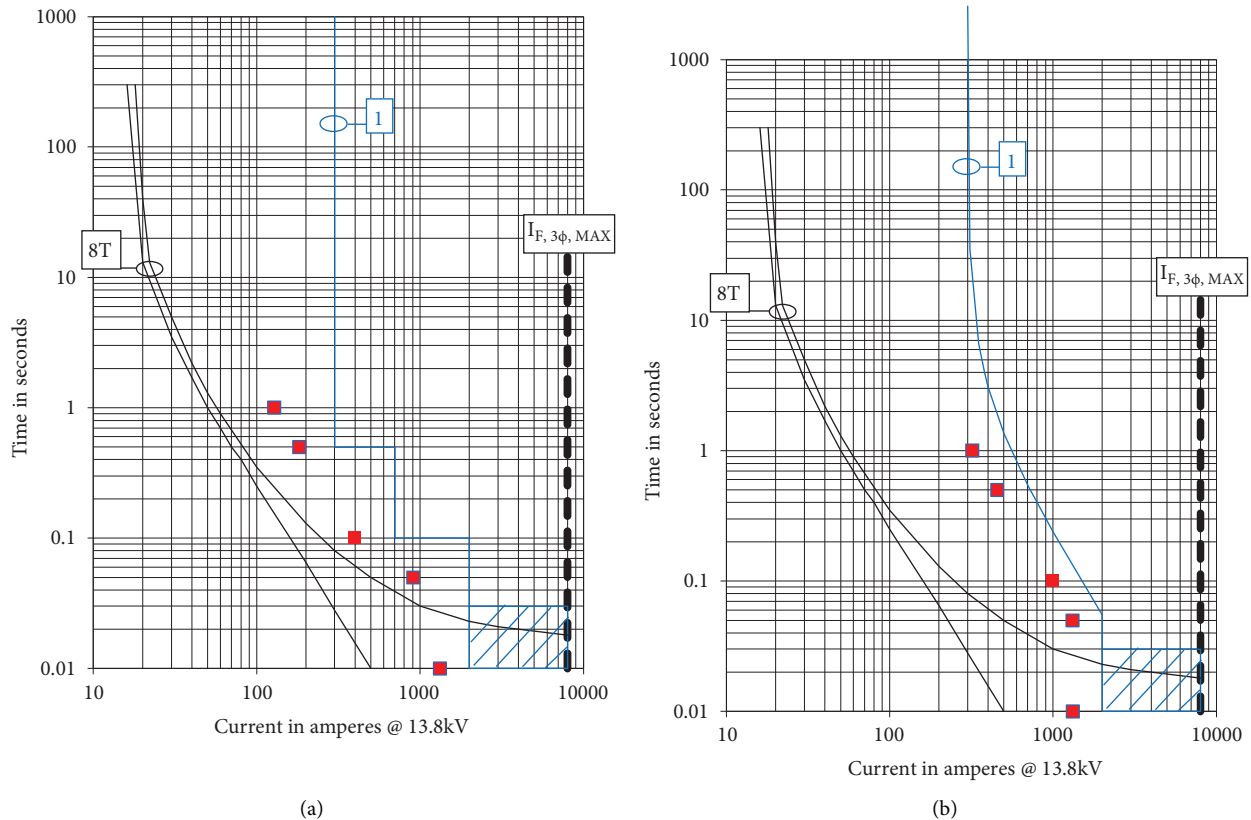 1000
100
10
1
0.1
0.01
10
100
1000
10000
Time in seconds
Current in amperes @ 13.8kV
8T
1
I_F, 3ϕ, MAX
(a)
1000
100
10
1
0.1
0.01
10
100
1000
10000
Time in seconds
Current in amperes @ 13.8kV
8T
1
I_F, 3ϕ, MAX
(b)